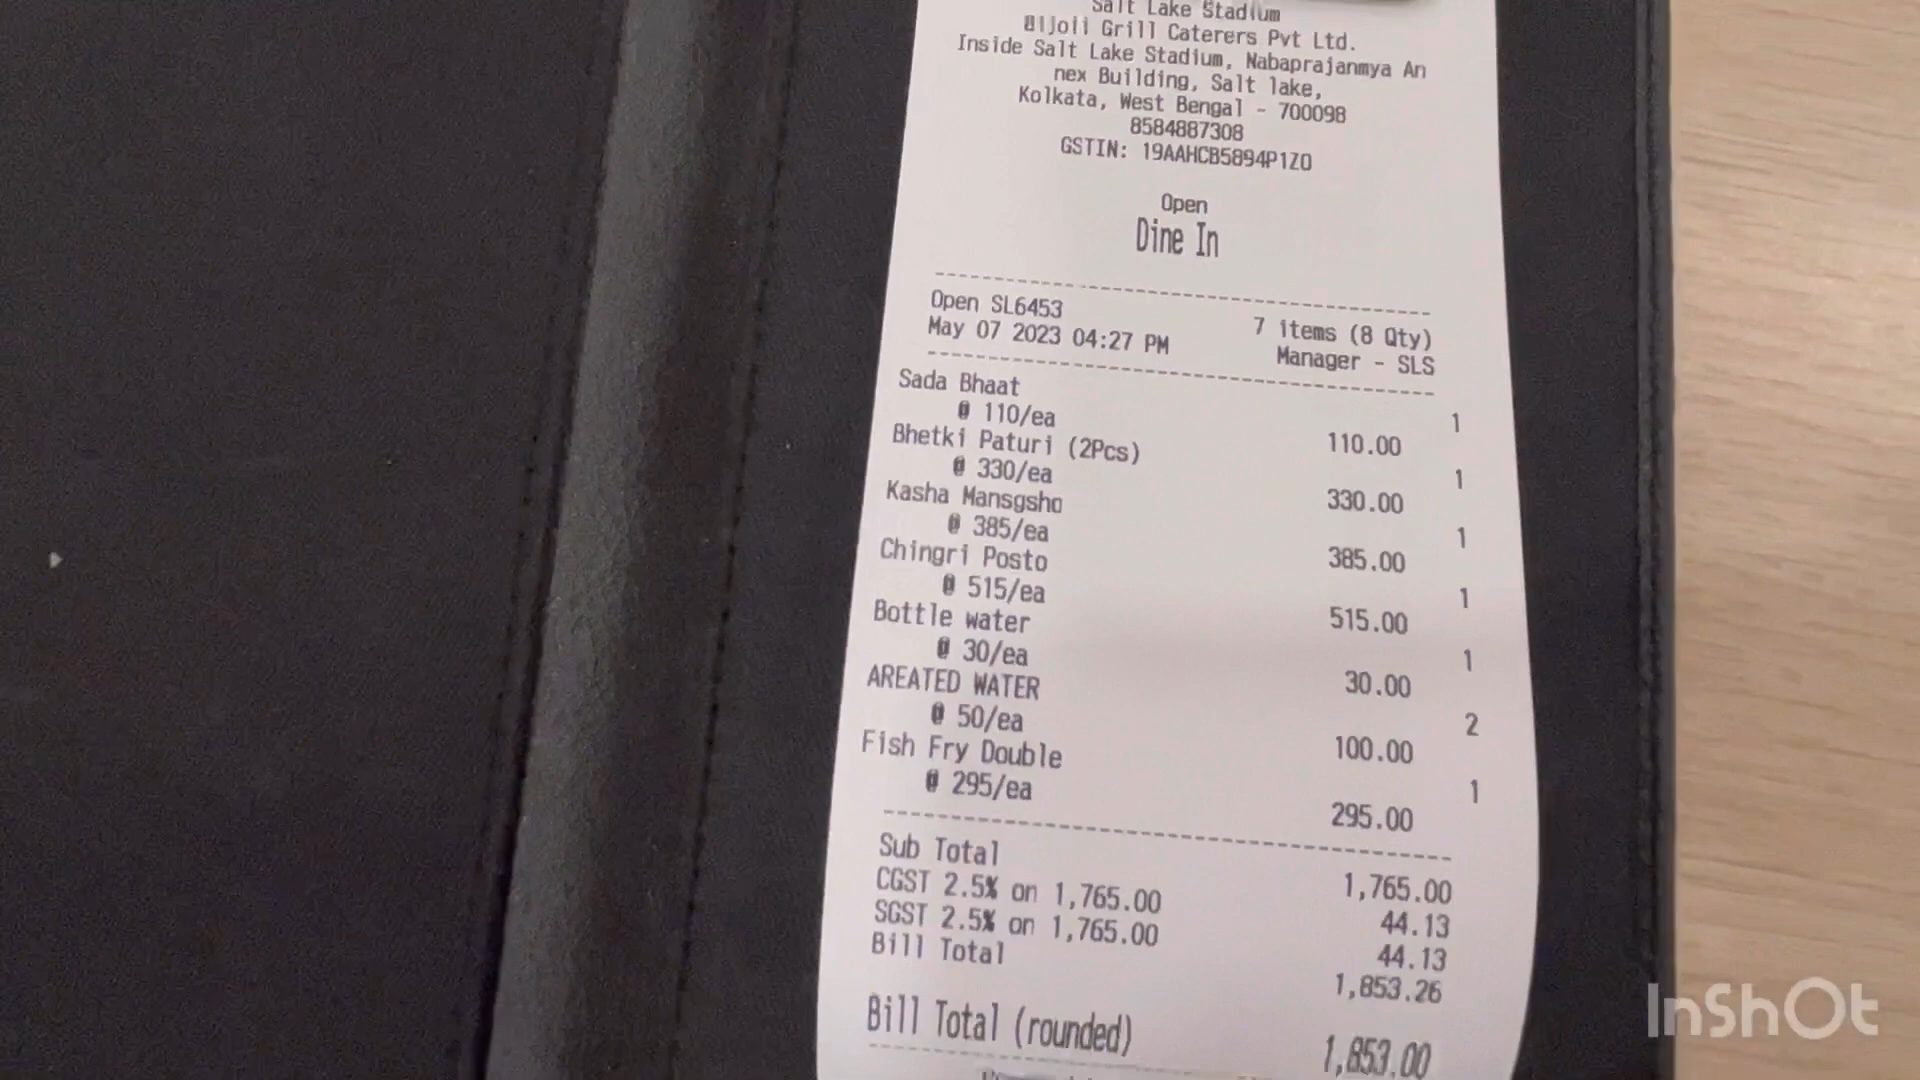 Salt Lake Stadium
Bijoli Grill Caterers Pvt Ltd.
Inside Salt Lake Stadium, Nabaprajanmya An
nex Building, Salt lake,
Kolkata, West Bengal - 700098
8584887308
GSTIN: 19AAHCB5894P1ZO
Open
Dine In
Open SL6453 7 items (8 Qty)
May 07 2023 04:27 PM Manager - SLS
Sada Bhaat 1
@ 110/ea 110.00
Bhetki Paturi (2Pcs) 1
@ 330/ea 330.00
Kasha Mansgsho 1
@ 385/ea 385.00
Chingri Posto 1
@ 515/ea 515.00
Bottle water 1
@ 30/ea 30.00
AREATED WATER 2
@ 50/ea 100.00
Fish Fry Double 1
@ 295/ea 295.00
Sub Total 1,765.00
CGST 2.5% on 1,765.00 44.13
SGST 2.5% on 1,765.00 44.13
Bill Total 1,853.26
Bill Total (rounded) 1,853.00
InShOt